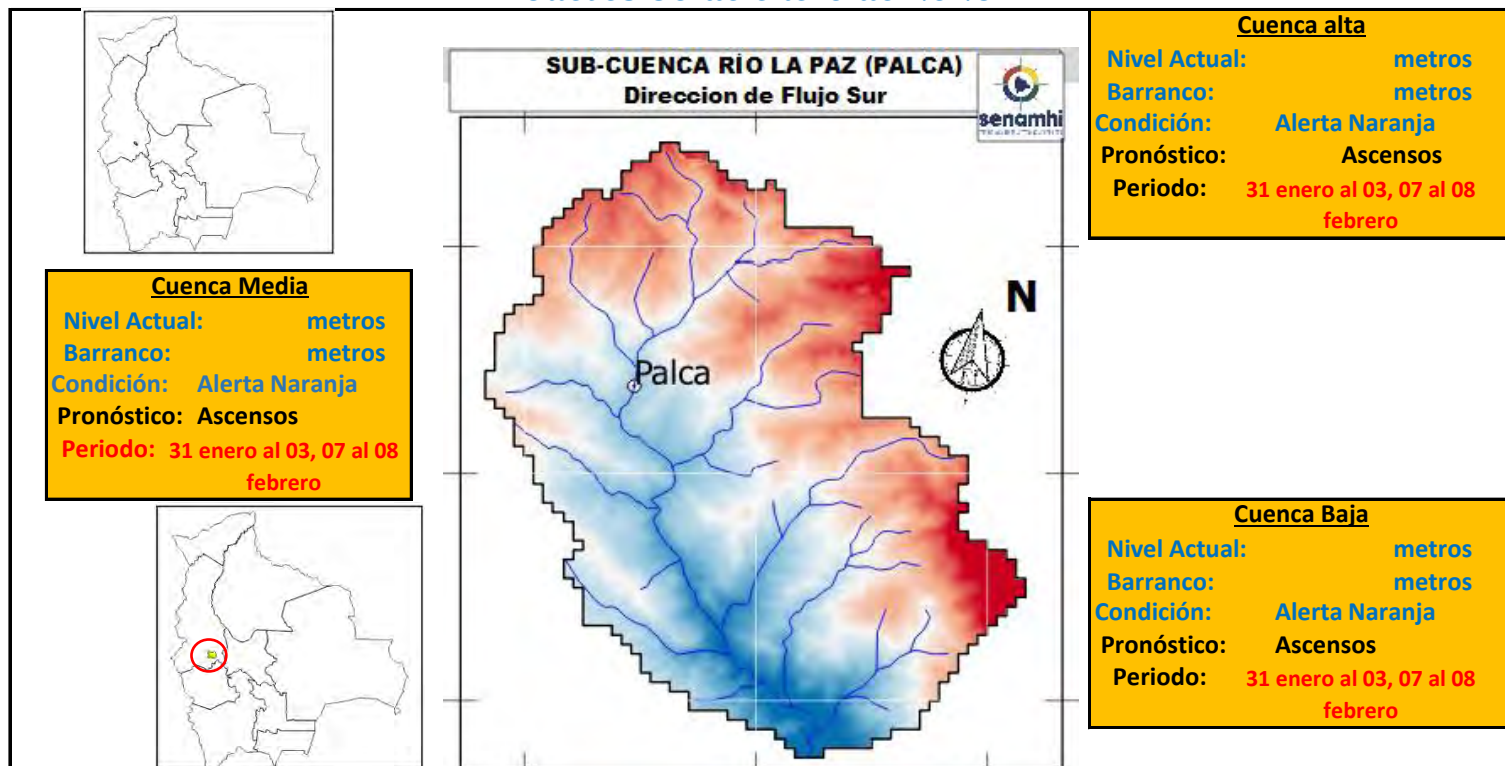 SUB-CUENCA RÍO LA PAZ (PALCA)
Direccion de Flujo Sur
senamhi
Cuenca alta
Nivel Actual: metros
Barranco: metros
Condición: Alerta Naranja
Pronóstico: Ascensos
Periodo: 31 enero al 03, 07 al 08
febrero
Cuenca Media
Nivel Actual: metros
Barranco: metros
Condición: Alerta Naranja
Pronóstico: Ascensos
Periodo: 31 enero al 03, 07 al 08
febrero
Palca
N
Cuenca Baja
Nivel Actual: metros
Barranco: metros
Condición: Alerta Naranja
Pronóstico: Ascensos
Periodo: 31 enero al 03, 07 al 08
febrero